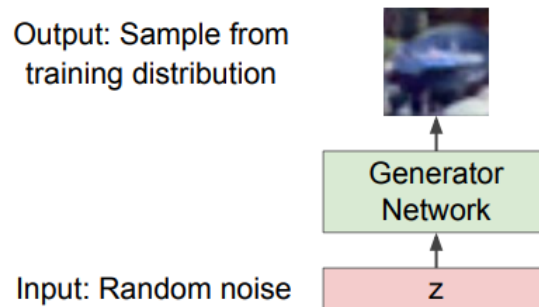 Output: Sample from
training distribution
Generator
Network
Input: Random noise
z